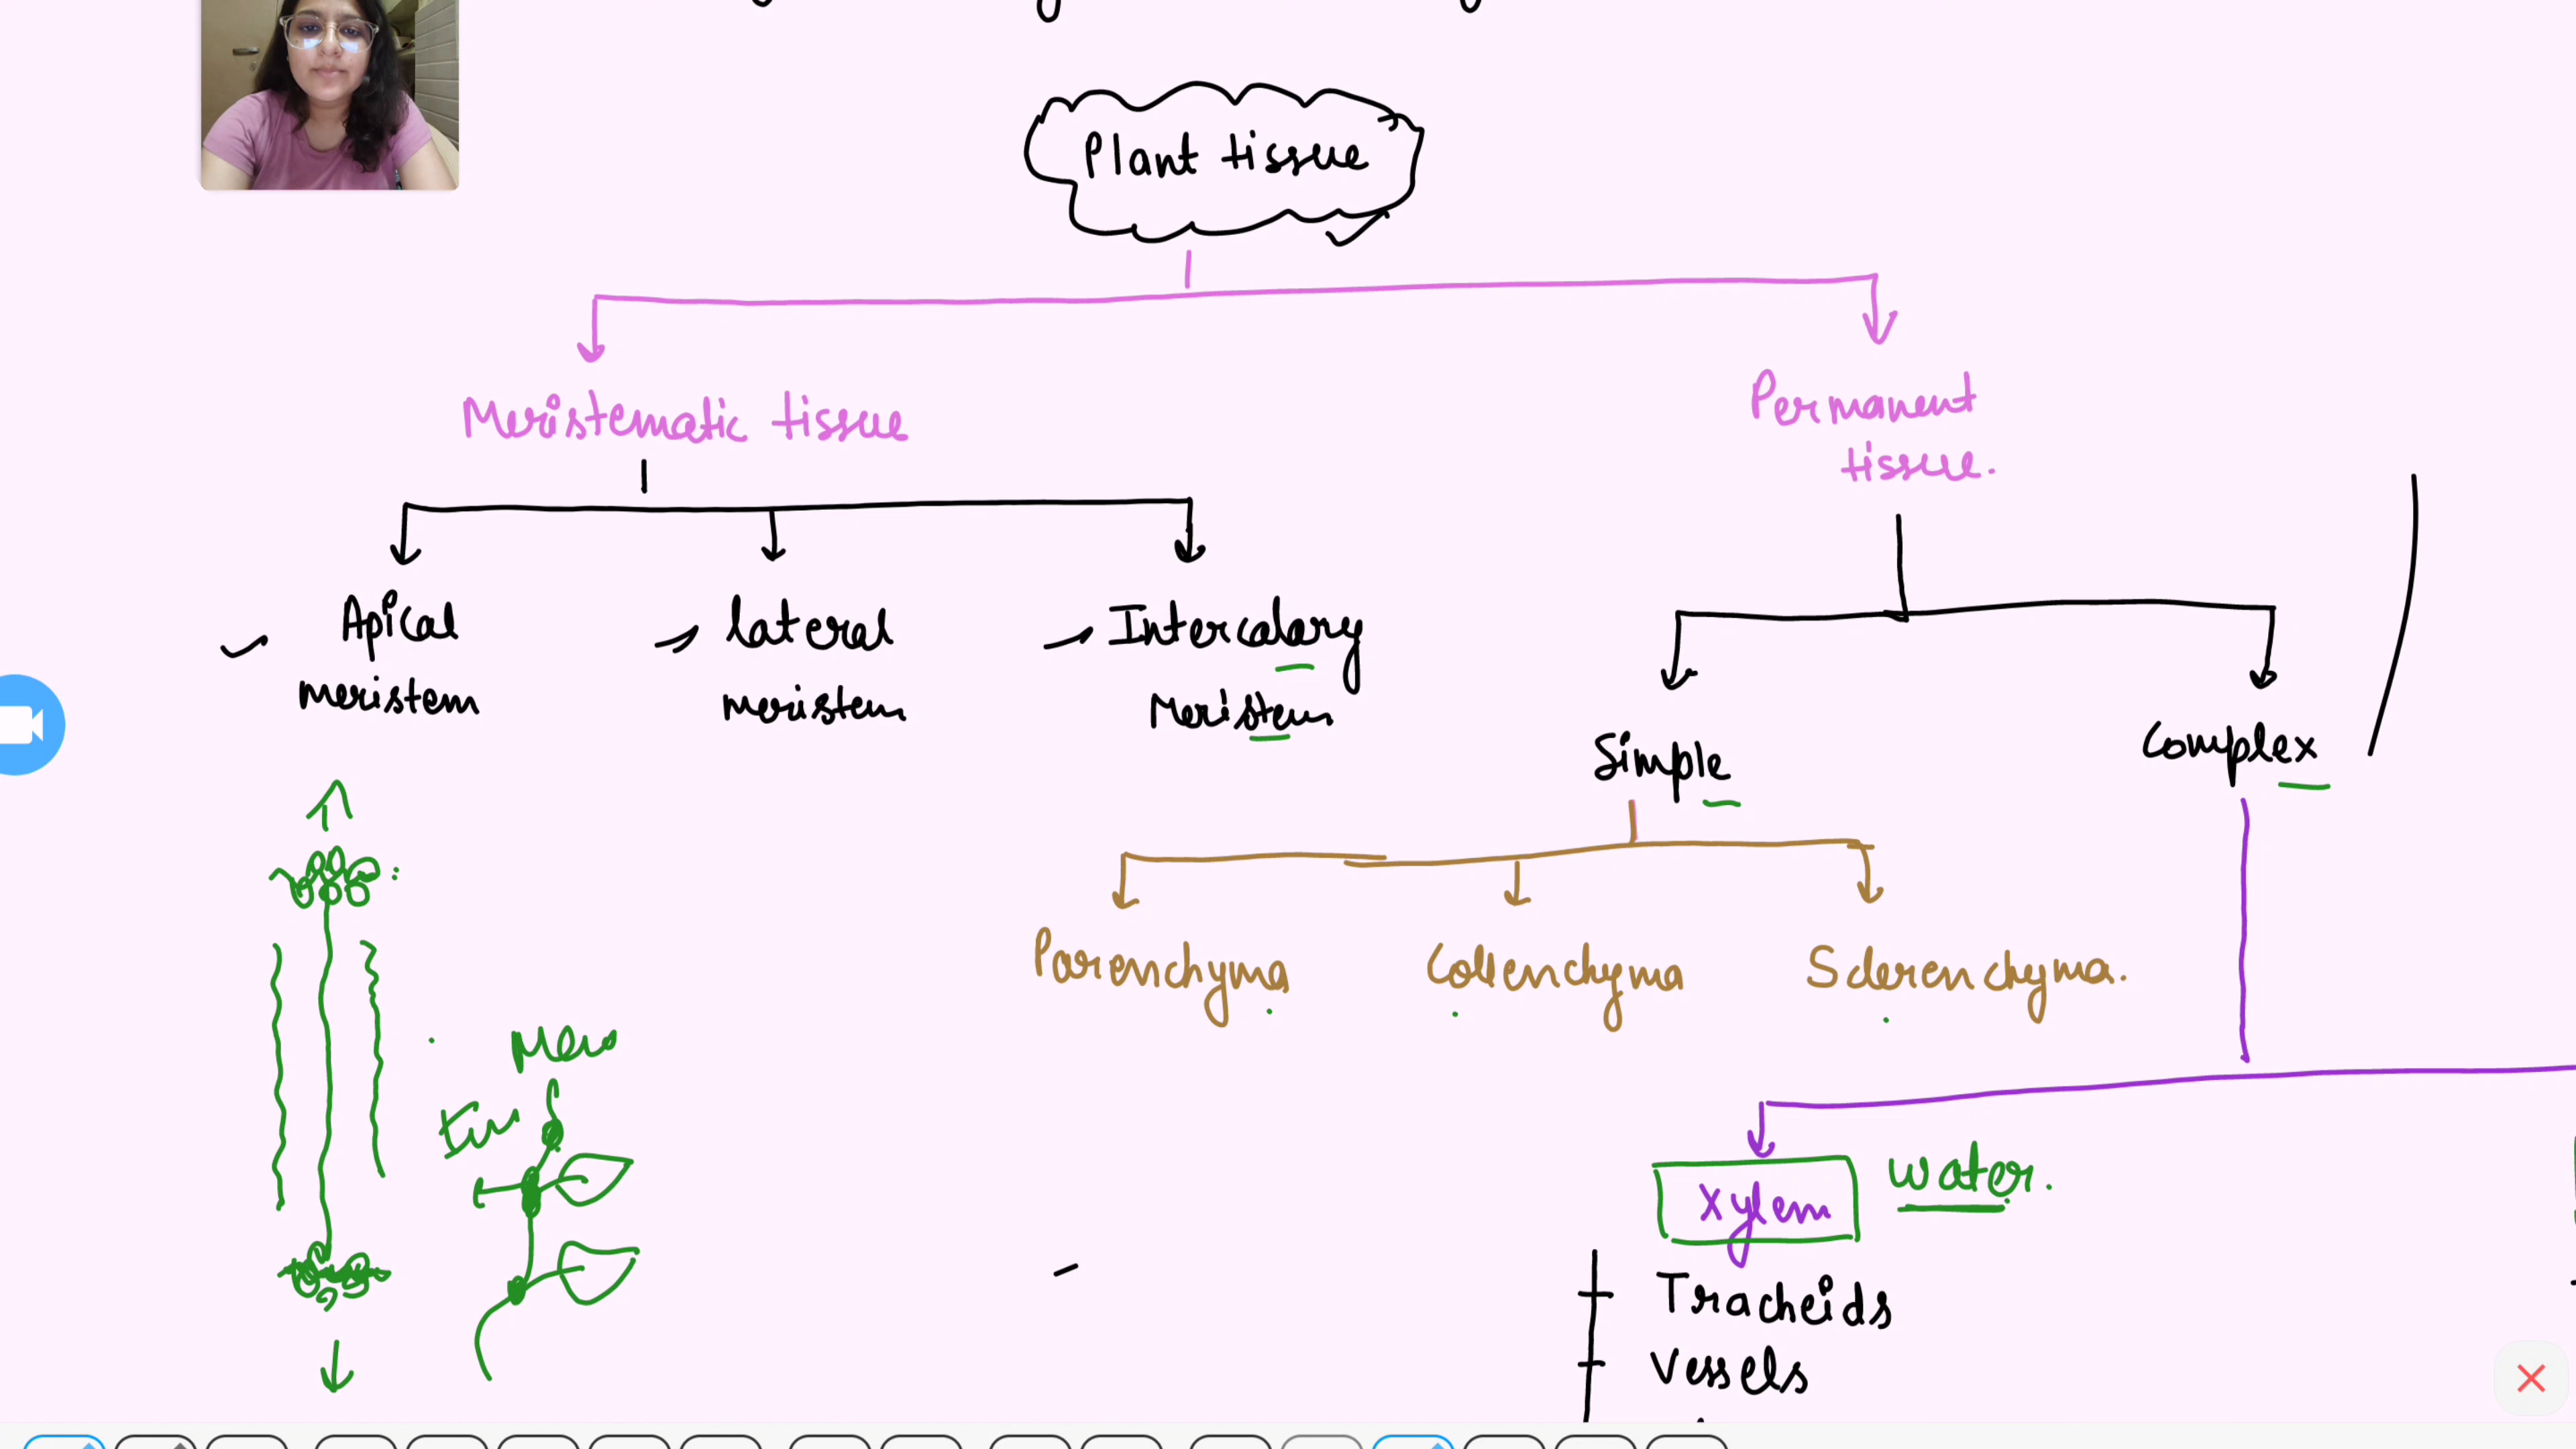 Plant tissue
Meristematic tissue
Permanent
tissue.
Apical
meristem
lateral
meristem
Intercalary
Meristem
Simple
Complex
Parenchyma
Collenchyma
Sclerenchyma.
Xylem
water.
Tracheids
Vessels